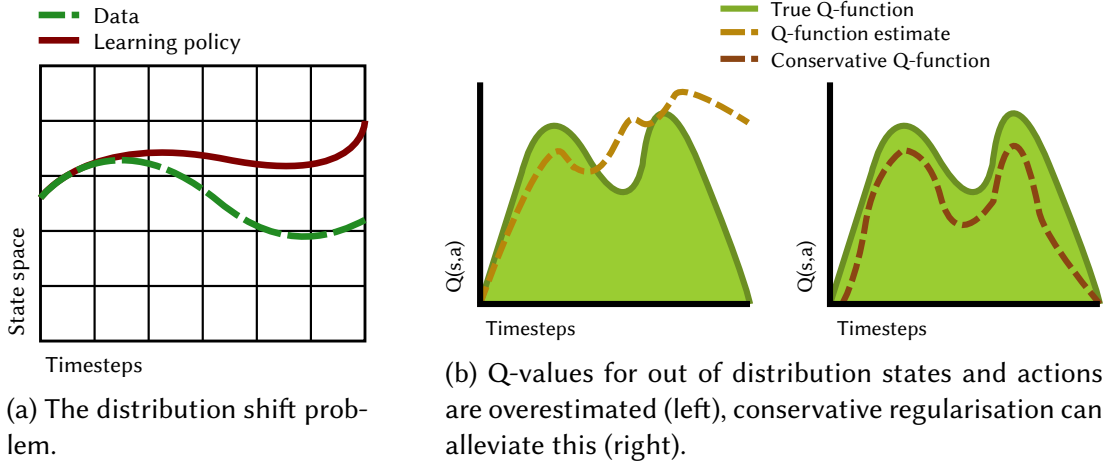 Data
Learning policy
State space
Timesteps
(a) The distribution shift prob-
lem.
True Q-function
Q-function estimate
Conservative Q-function
Q(s,a)
Timesteps
Q(s,a)
Timesteps
(b) Q-values for out of distribution states and actions
are overestimated (left), conservative regularisation can
alleviate this (right).